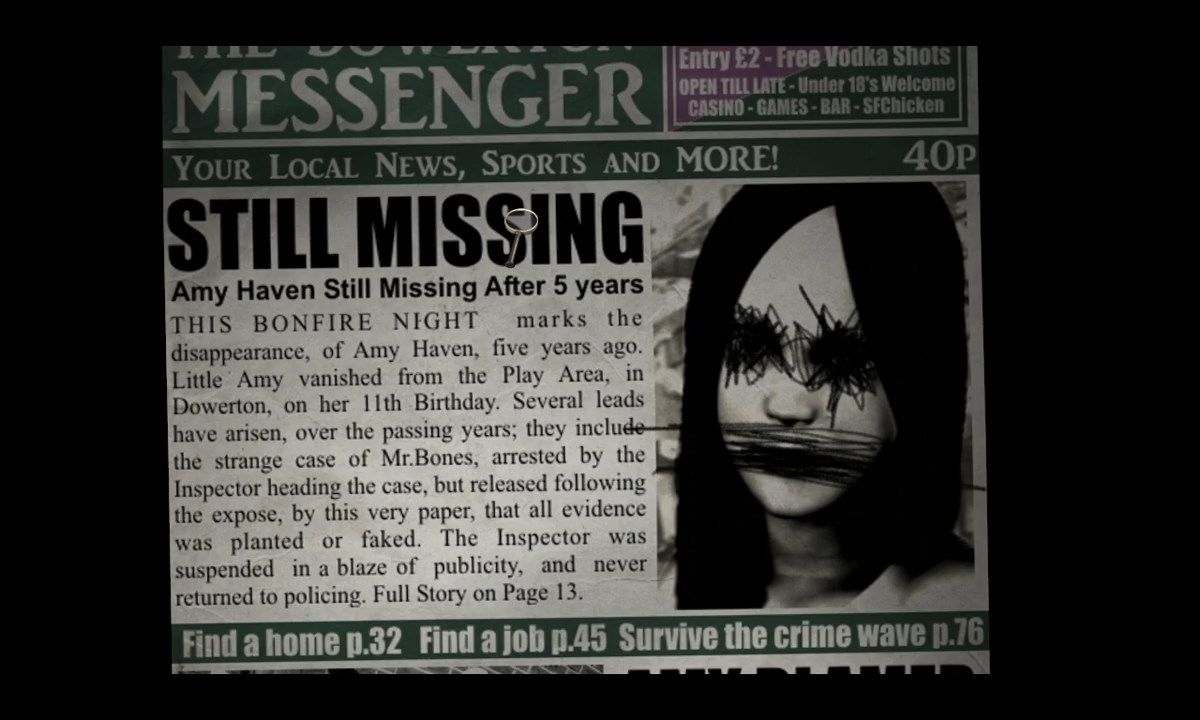 THE DOWERTON
MESSENGER
Entry £2 - Free Vodka Shots
OPEN TILL LATE - Under 18's Welcome
CASINO - GAMES - BAR - SFChicken
YOUR LOCAL NEWS, SPORTS AND MORE!
40P
STILL MISSING
Amy Haven Still Missing After 5 years
THIS BONFIRE NIGHT marks the
disappearance, of Amy Haven, five years ago.
Little Amy vanished from the Play Area, in
Dowerton, on her 11th Birthday. Several leads
have arisen, over the passing years; they include
the strange case of Mr.Bones, arrested by the
Inspector heading the case, but released following
the expose, by this very paper, that all evidence
was planted or faked. The Inspector was
suspended in a blaze of publicity, and never
returned to policing. Full Story on Page 13.
Find a home p.32 Find a job p.45 Survive the crime wave p.76